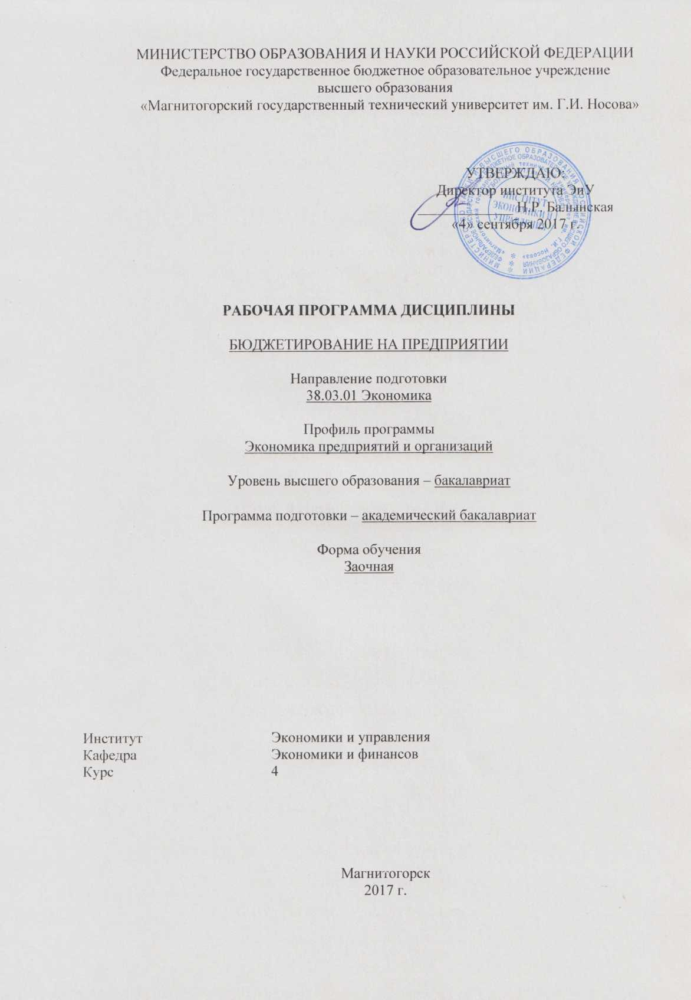 МИНИСТЕРСТВО ОБРАЗОВАНИЯ И НАУКИ РОССИЙСКОЙ ФЕДЕРАЦИИ
Федеральное государственное бюджетное образовательное учреждение
высшего образования
«Магнитогорский государственный технический университет им. Г.И. Носова»
УТВЕРЖДАЮ:
Директор института ЭиУ
Н.Р. Балынская
«4» сентября 2017 г.
ИНСТИТУТ
ЭКОНОМИКИ И
УПРАВЛЕНИЯ
РАБОЧАЯ ПРОГРАММА ДИСЦИПЛИНЫ
БЮДЖЕТИРОВАНИЕ НА ПРЕДПРИЯТИИ
Направление подготовки
38.03.01 Экономика
Профиль программы
Экономика предприятий и организаций
Уровень высшего образования – бакалавриат
Программа подготовки – академический бакалавриат
Форма обучения
Заочная
Институт Экономики и управления
Кафедра Экономики и финансов
Курс 4
Магнитогорск
2017 г.